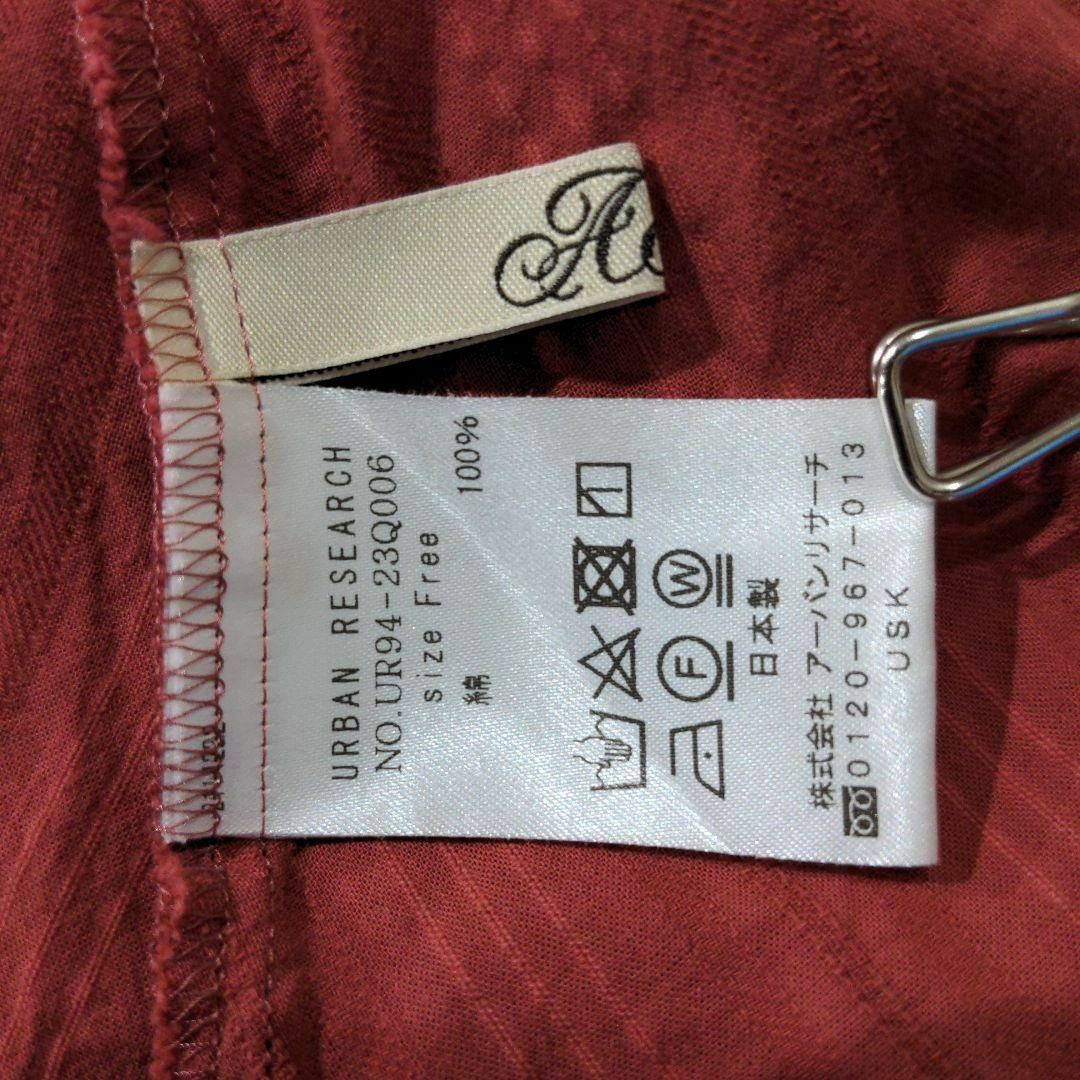 URBAN RESEARCH
NO.UR94-23Q006
size Free
綿 100%
W
F
日本製
株式会社 アーバンリサーチ
0120-967-013
USK